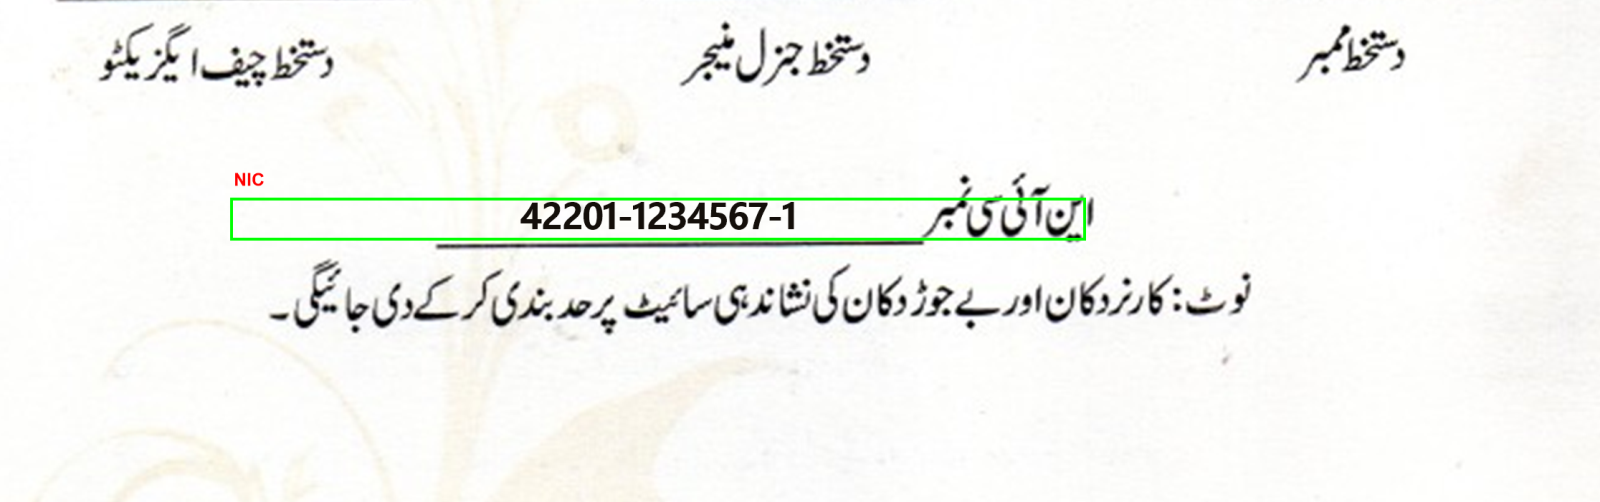 دستخط ممبر دستخط جنرل منیجر دستخط چیف ایگزیکٹو
NIC
این آئی سی نمبر 42201-1234567-1
نوٹ: کارنر دکان اور بے جوڑ دکان کی نشاندہی سائیٹ پر حد بندی کر کے دی جائیگی۔